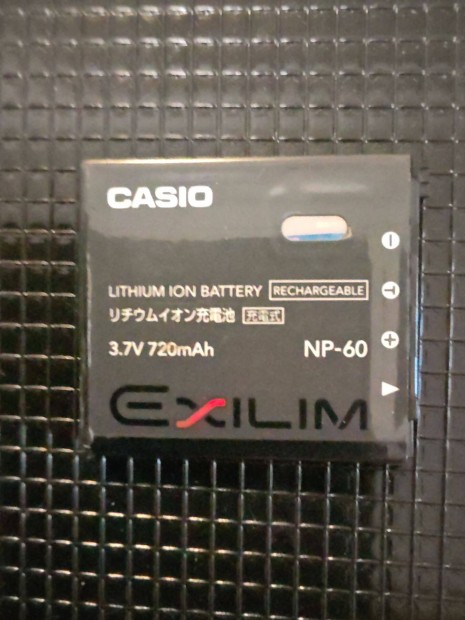 CASIO
LITHIUM ION BATTERY RECHARGEABLE
リチウムイオン充電池 充電式
3.7V 720mAh NP-60
EXILIM
T